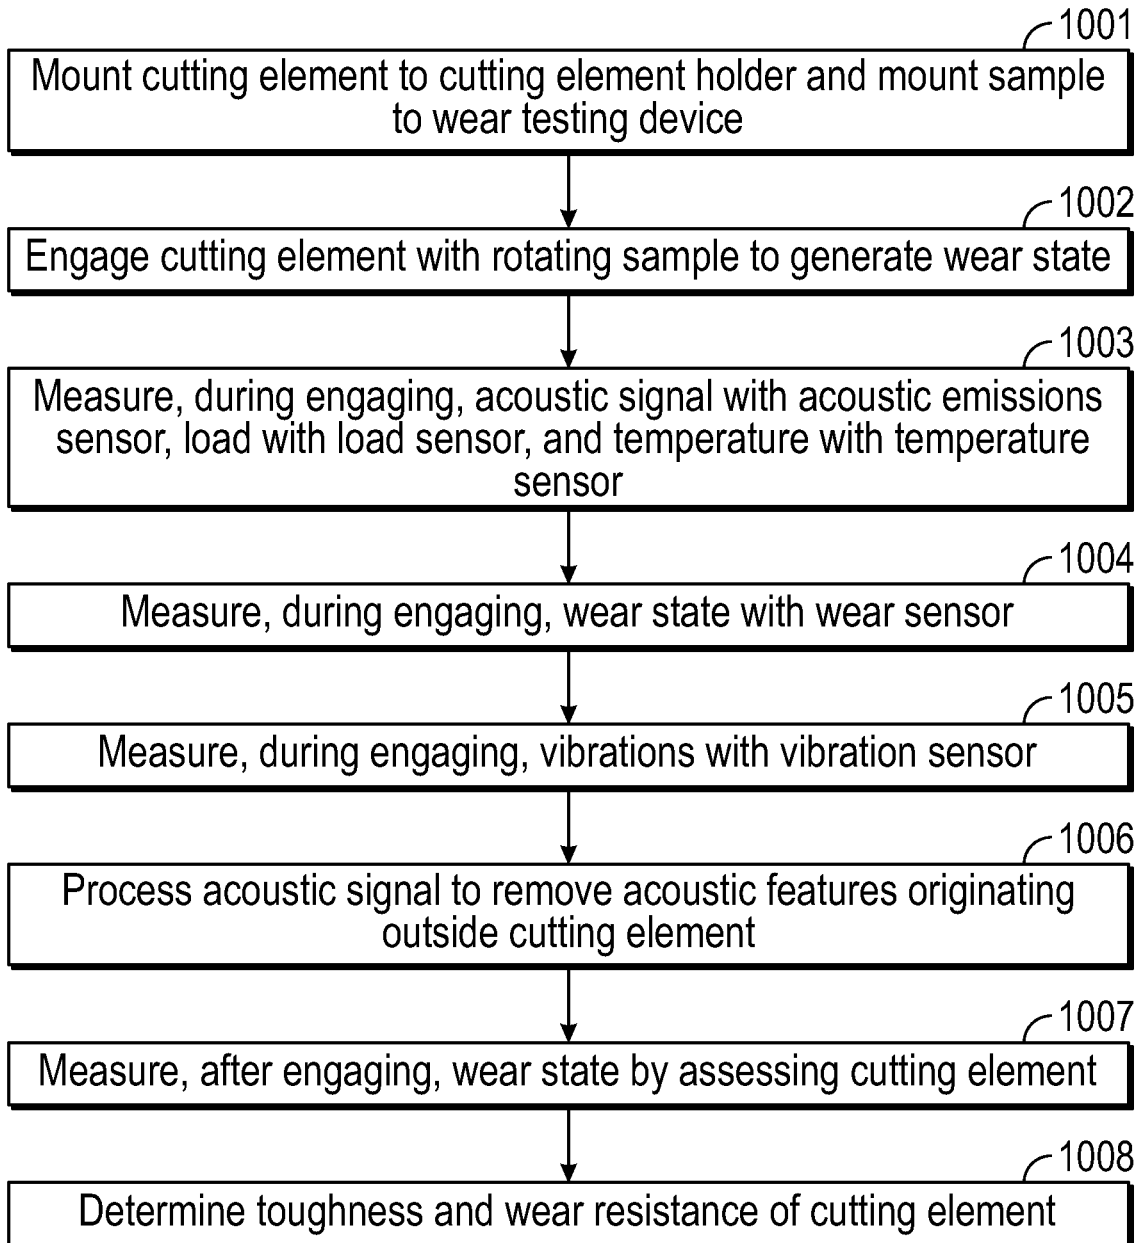 1001
Mount cutting element to cutting element holder and mount sample
to wear testing device
1002
Engage cutting element with rotating sample to generate wear state
1003
Measure, during engaging, acoustic signal with acoustic emissions
sensor, load with load sensor, and temperature with temperature
sensor
1004
Measure, during engaging, wear state with wear sensor
1005
Measure, during engaging, vibrations with vibration sensor
1006
Process acoustic signal to remove acoustic features originating
outside cutting element
1007
Measure, after engaging, wear state by assessing cutting element
1008
Determine toughness and wear resistance of cutting element